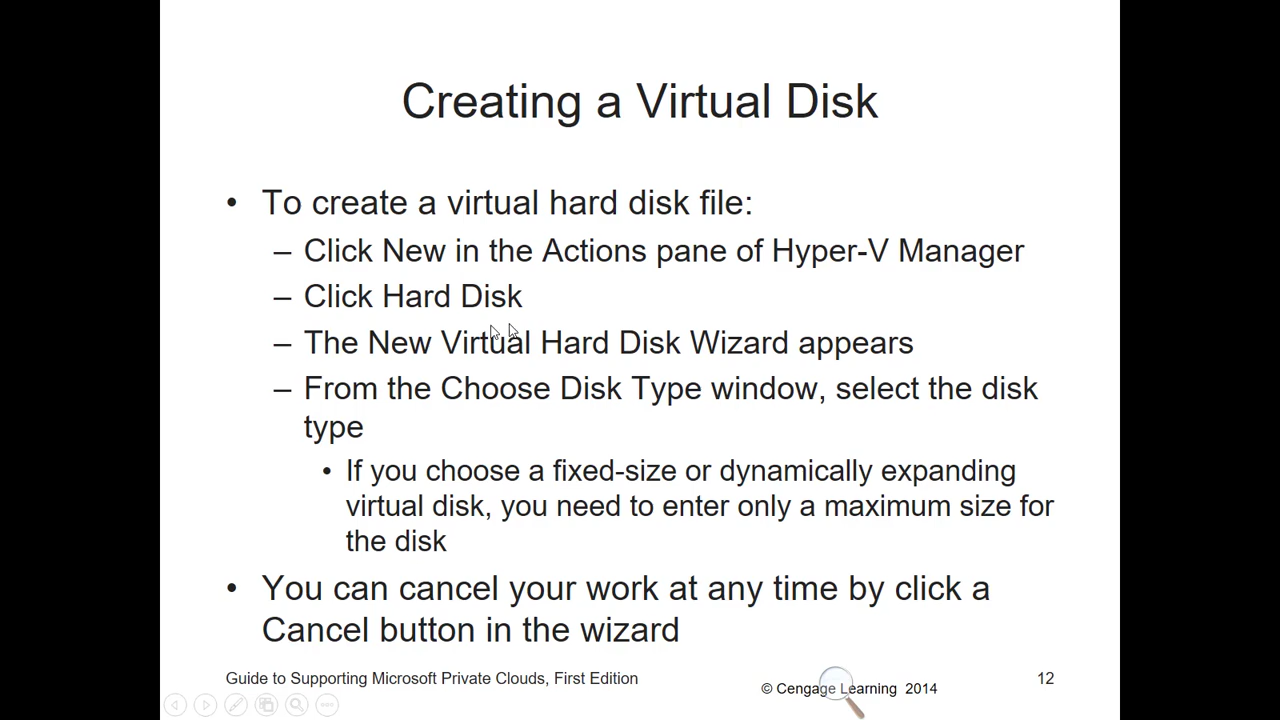 Creating a Virtual Disk
• To create a virtual hard disk file:
– Click New in the Actions pane of Hyper-V Manager
– Click Hard Disk
– The New Virtual Hard Disk Wizard appears
– From the Choose Disk Type window, select the disk
type
• If you choose a fixed-size or dynamically expanding
virtual disk, you need to enter only a maximum size for
the disk
• You can cancel your work at any time by click a
Cancel button in the wizard
Guide to Supporting Microsoft Private Clouds, First Edition
© Cengage Learning 2014
12